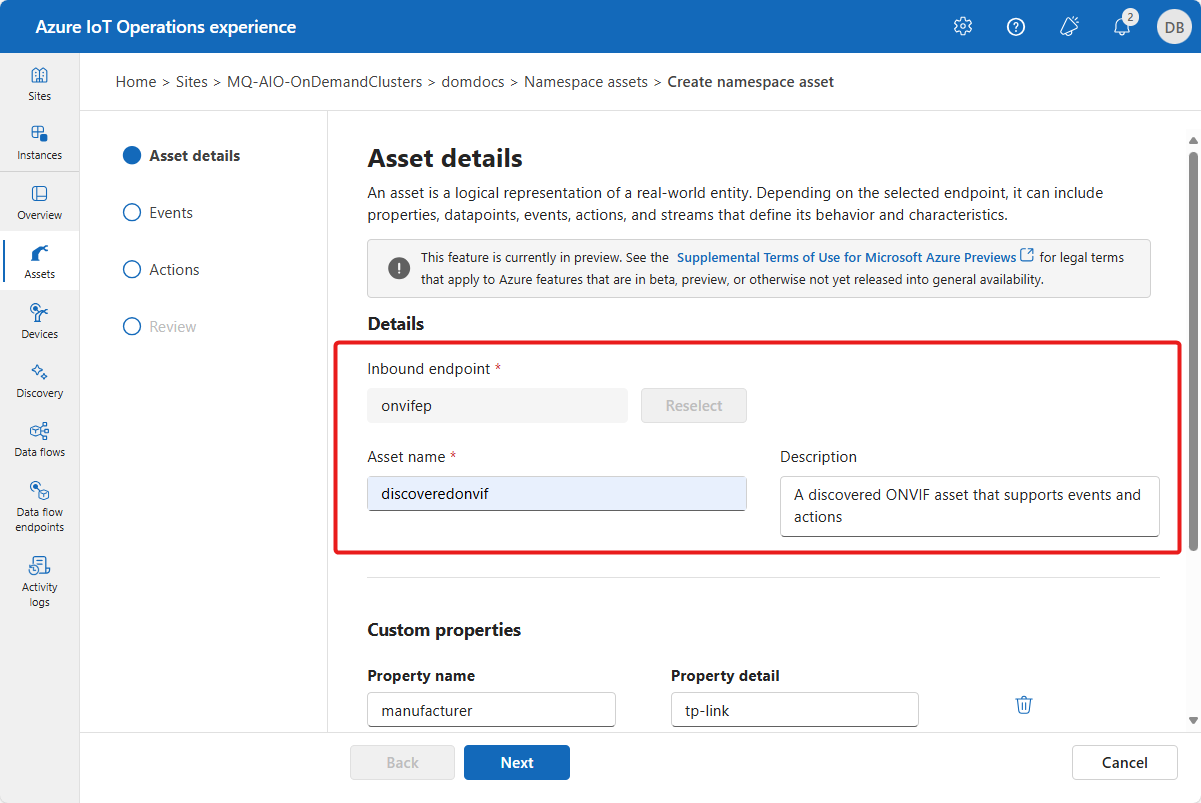 Azure IoT Operations experience
2
DB
Sites
Instances
Overview
Assets
Devices
Discovery
Data flows
Data flow
endpoints
Activity
logs
Home > Sites > MQ-AIO-OnDemandClusters > domdocs > Namespace assets > Create namespace asset
Asset details
Events
Actions
Review
Asset details
An asset is a logical representation of a real-world entity. Depending on the selected endpoint, it can include
properties, datapoints, events, actions, and streams that define its behavior and characteristics.
This feature is currently in preview. See the Supplemental Terms of Use for Microsoft Azure Previews for legal terms
that apply to Azure features that are in beta, preview, or otherwise not yet released into general availability.
Details
Inbound endpoint *
onvifep
Reselect
Asset name *
discoveredonvif
Description
A discovered ONVIF asset that supports events and
actions
Custom properties
Property name
Property detail
manufacturer
tp-link
Back
Next
Cancel